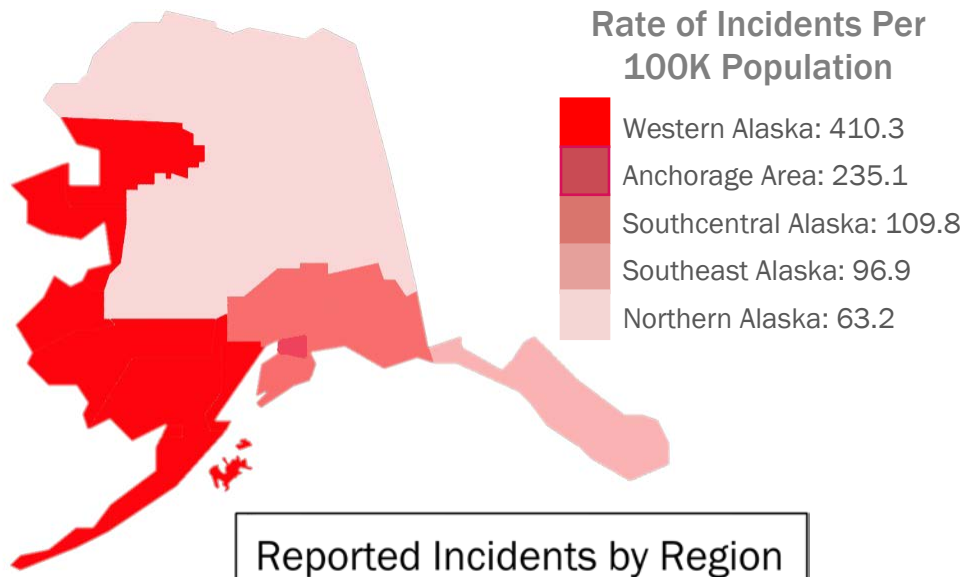 Rate of Incidents Per
100K Population
Western Alaska: 410.3
Anchorage Area: 235.1
Southcentral Alaska: 109.8
Southeast Alaska: 96.9
Northern Alaska: 63.2
Reported Incidents by Region